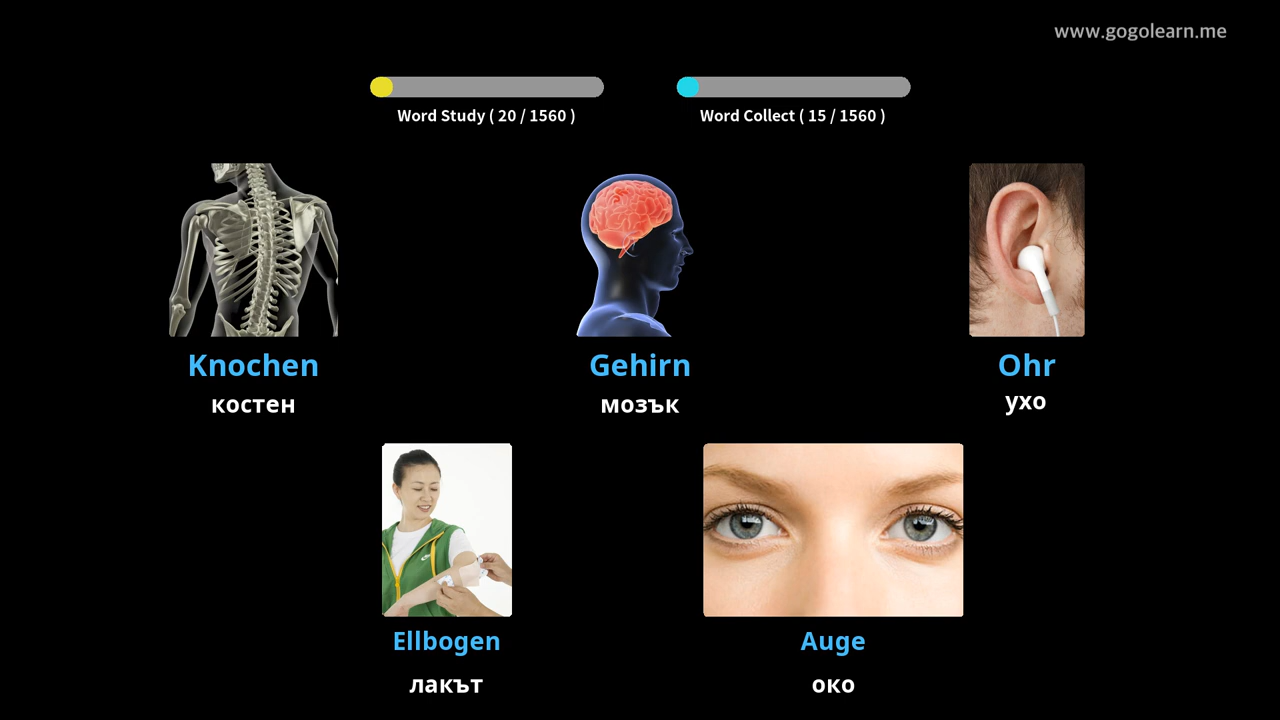 www.gogolearn.me
Word Study ( 20 / 1560 )
Word Collect ( 15 / 1560 )
Knochen
костен
Gehirn
мозък
Ohr
ухо
Ellbogen
лакът
Auge
око